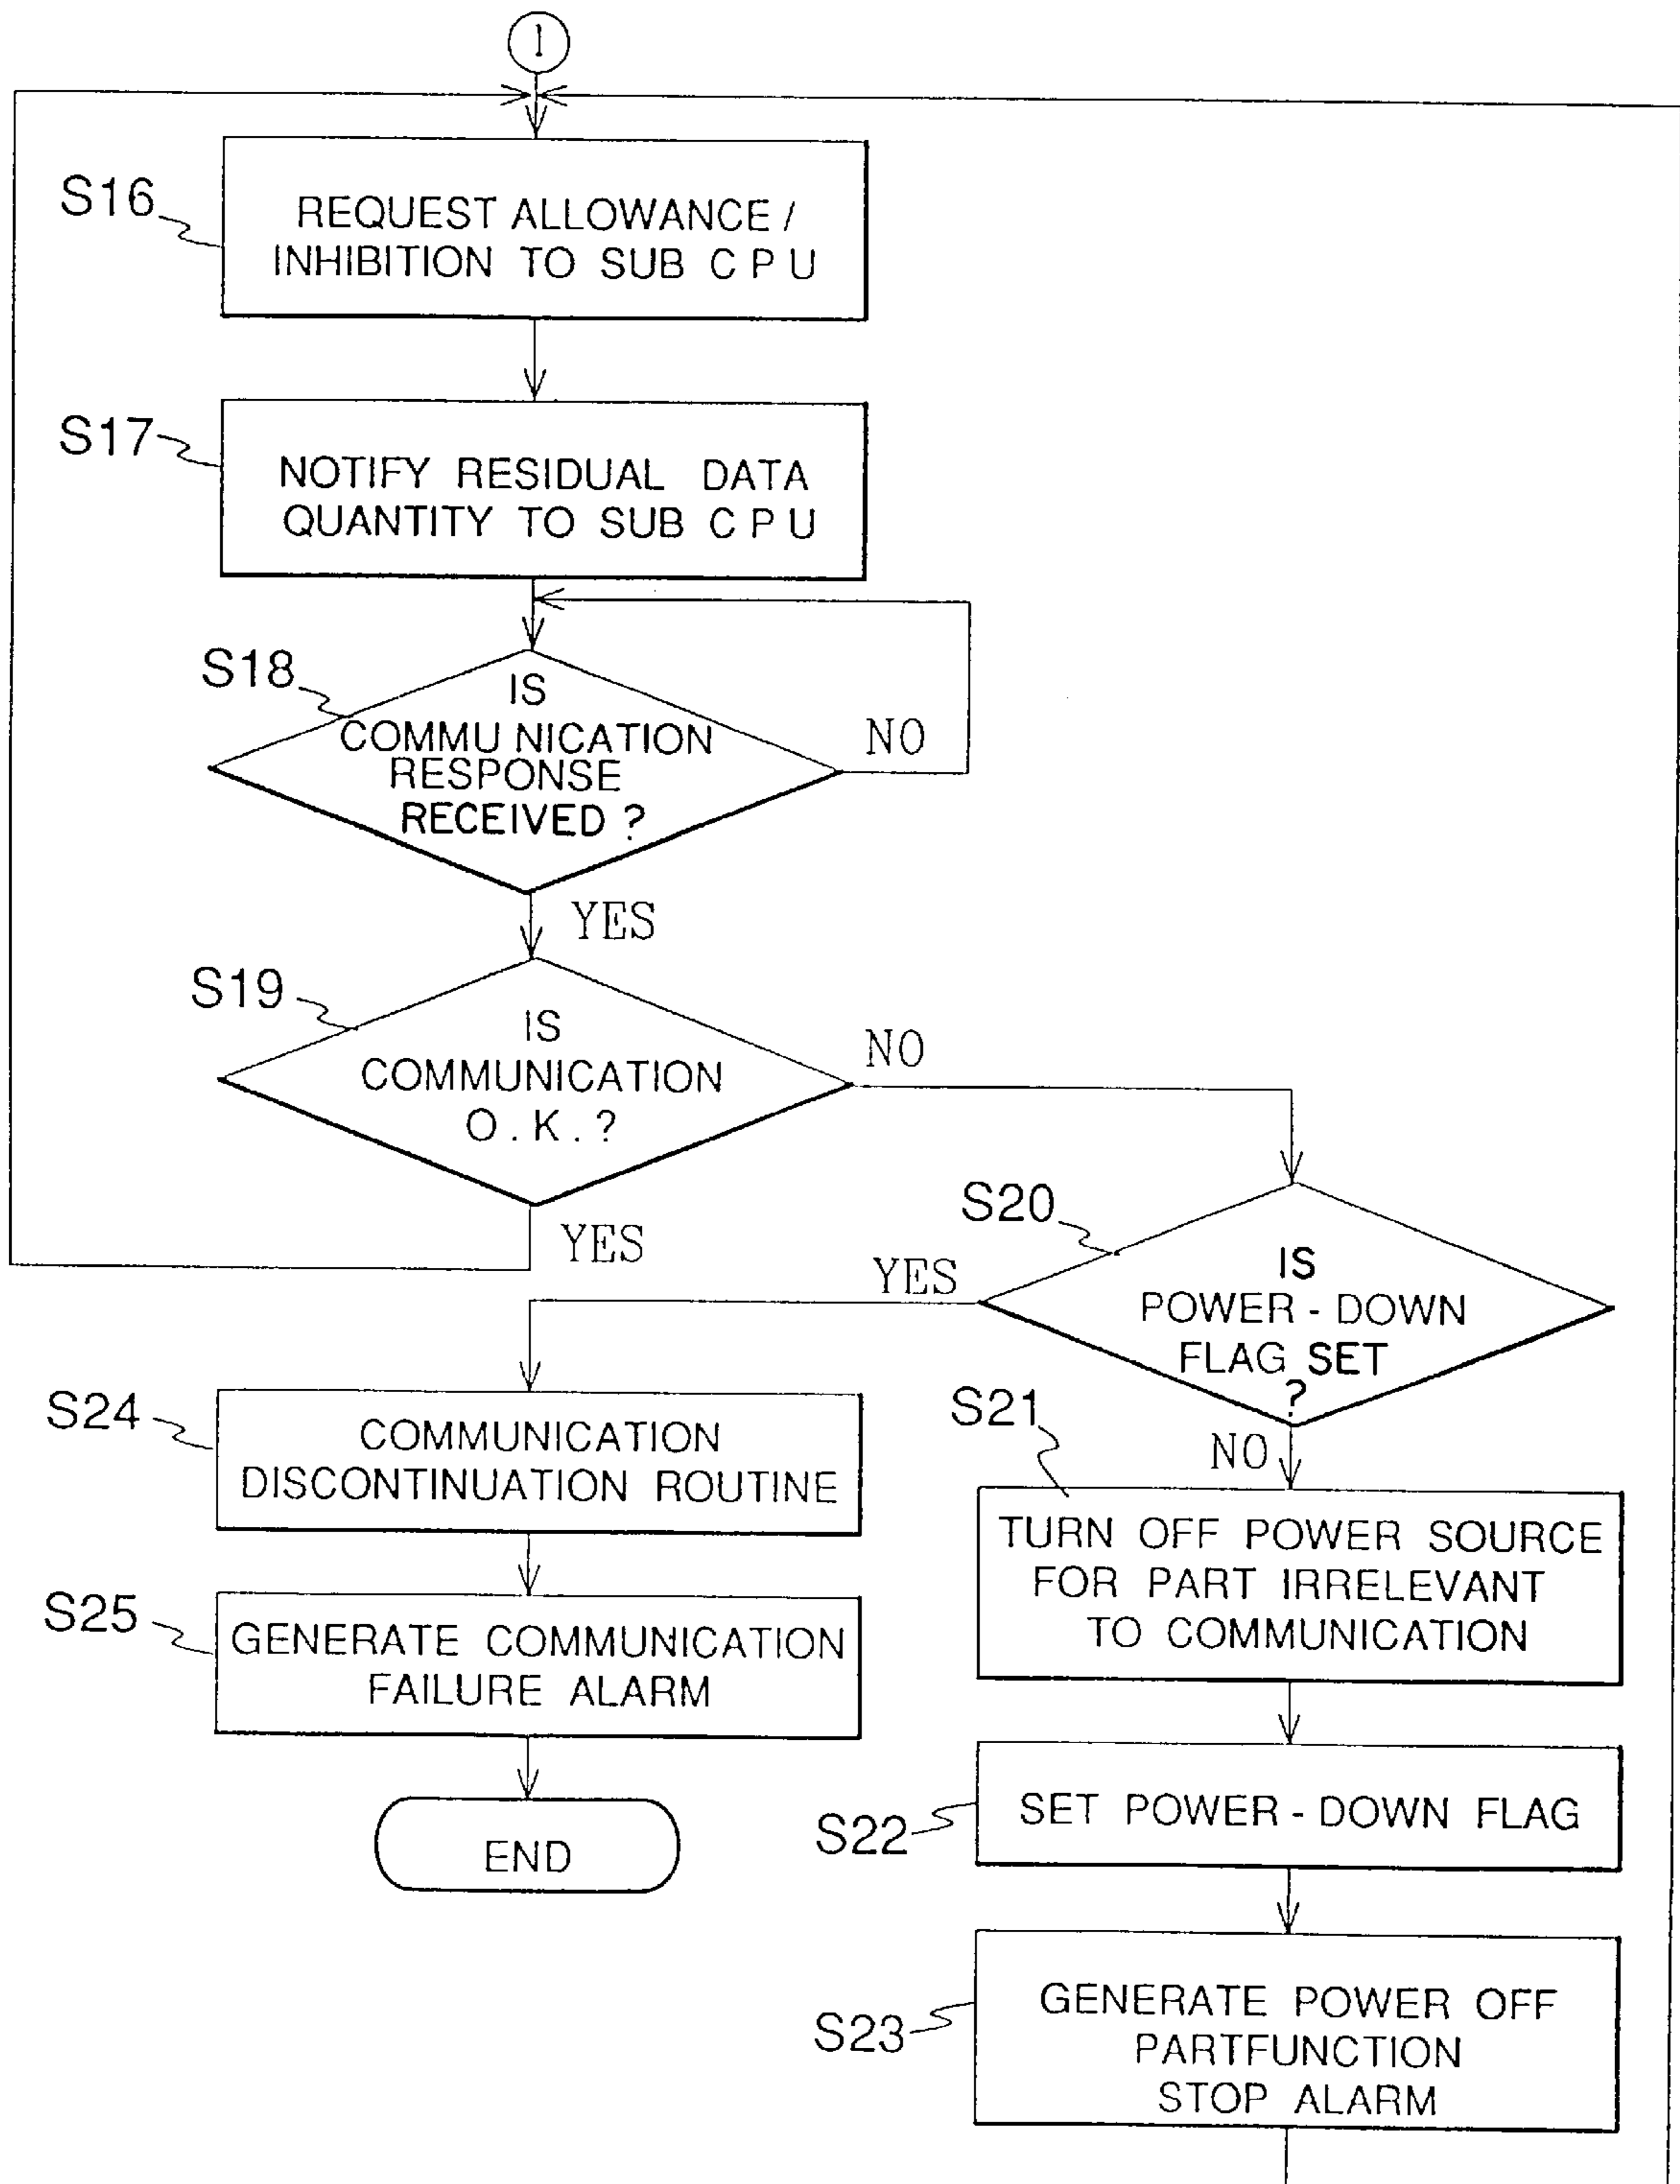 1
S16
REQUEST ALLOWANCE /
INHIBITION TO SUB C P U
S17
NOTIFY RESIDUAL DATA
QUANTITY TO SUB C P U
S18
IS
COMMU NICATION
RESPONSE
RECEIVED ?
NO
YES
S19
IS
COMMUNICATION
O . K . ?
NO
YES
S20
IS
POWER - DOWN
FLAG SET
?
YES
NO
S24
COMMUNICATION
DISCONTINUATION ROUTINE
S21
TURN OFF POWER SOURCE
FOR PART IRRELEVANT
TO COMMUNICATION
S25
GENERATE COMMUNICATION
FAILURE ALARM
END
S22
SET POWER - DOWN FLAG
S23
GENERATE POWER OFF
PARTFUNCTION
STOP ALARM